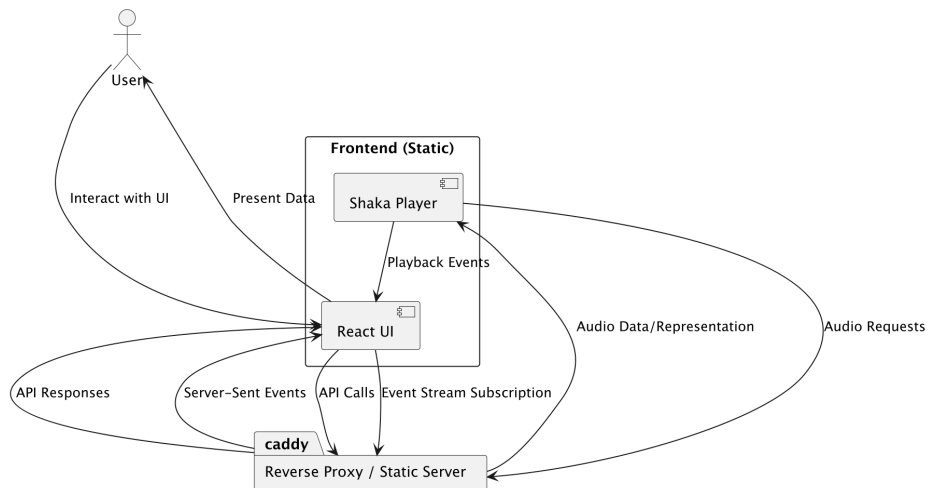 User
Frontend (Static)
Shaka Player
Interact with UI
Present Data
Playback Events
React UI
Audio Data/Representation
Audio Requests
API Responses
Server-Sent Events
API Calls
Event Stream Subscription
caddy
Reverse Proxy / Static Server